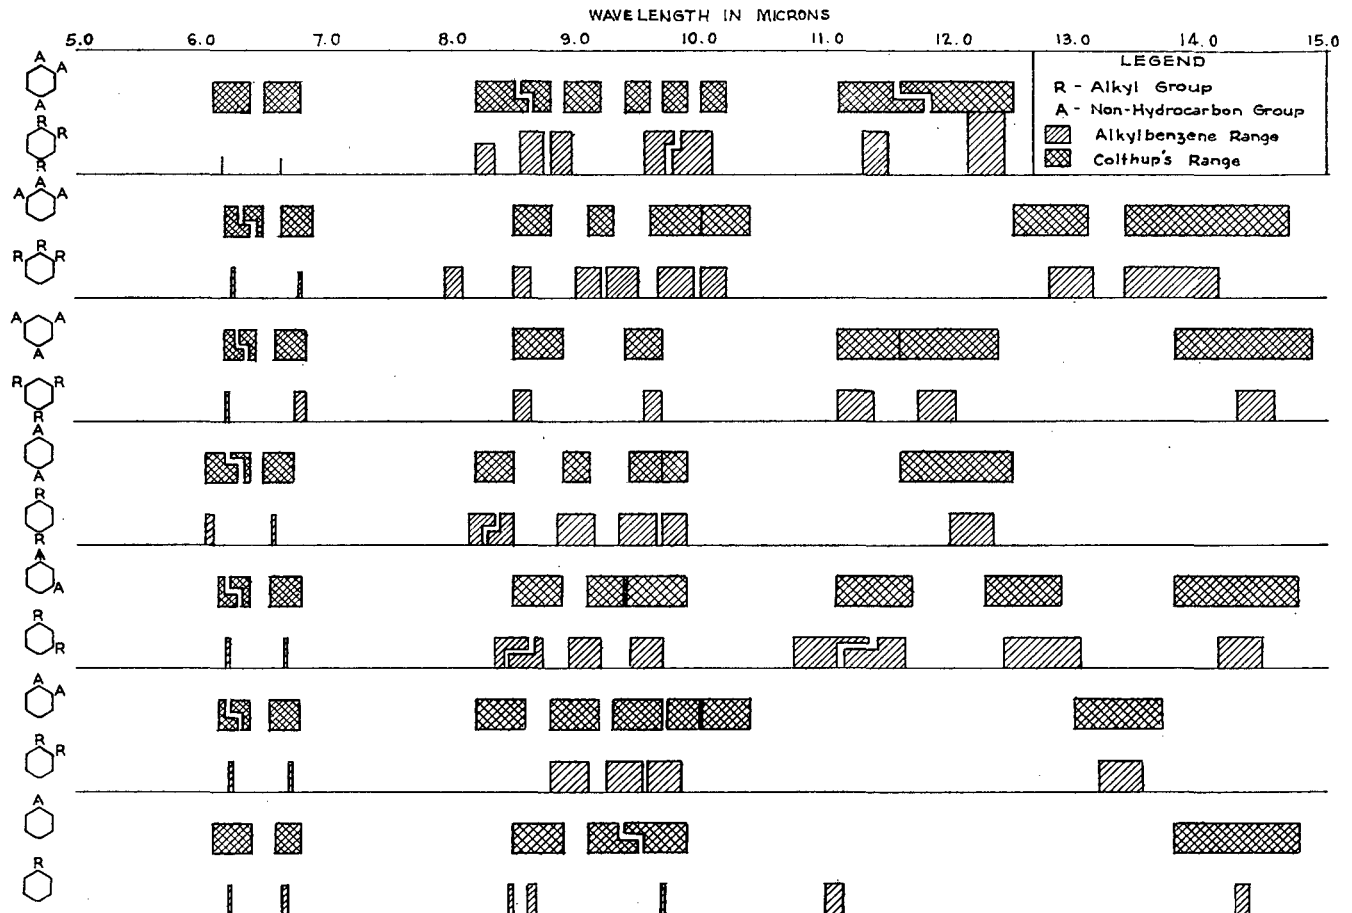 WAVELENGTH IN MICRONS
5.0 6.0 7.0 8.0 9.0 10.0 11.0 12.0 13.0 14.0 15.0
LEGEND
R - Alkyl Group
A - Non-Hydrocarbon Group
Alkylbenzene Range
Colthup's Range
A
A
A
R
R
R
A
A A
R
R R
A A
A
R R
R
A
A
R
R
A
A
R
R
A
A
R
R
A
R